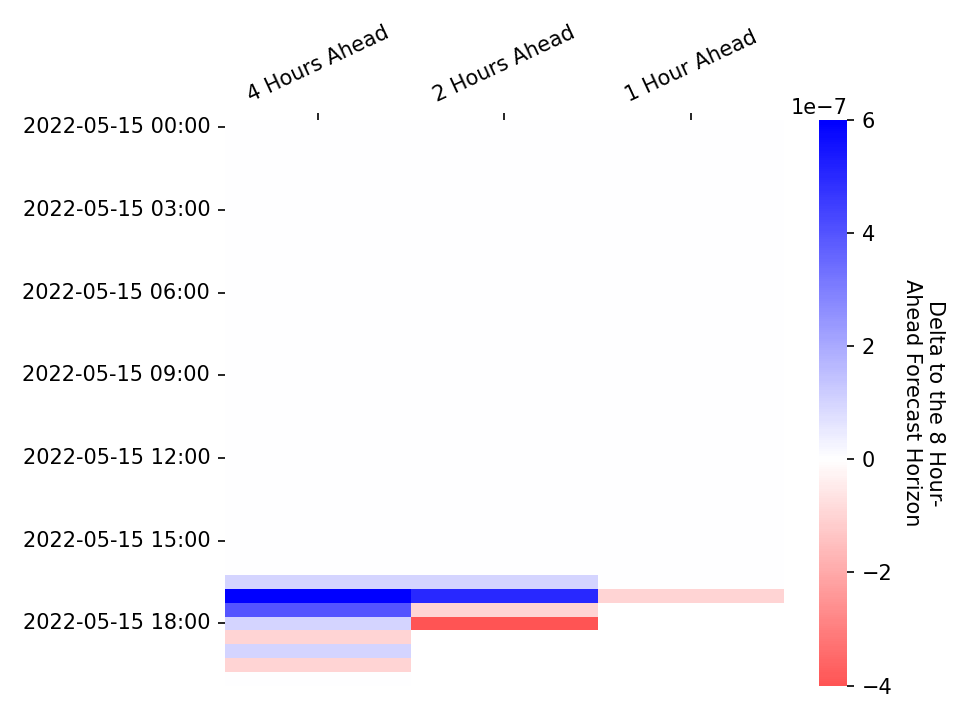 4 Hours Ahead
2 Hours Ahead
1 Hour Ahead
1e−7
2022-05-15 00:00
2022-05-15 03:00
2022-05-15 06:00
2022-05-15 09:00
2022-05-15 12:00
2022-05-15 15:00
2022-05-15 18:00
6
4
2
0
−2
−4
Delta to the 8 Hour-
Ahead Forecast Horizon